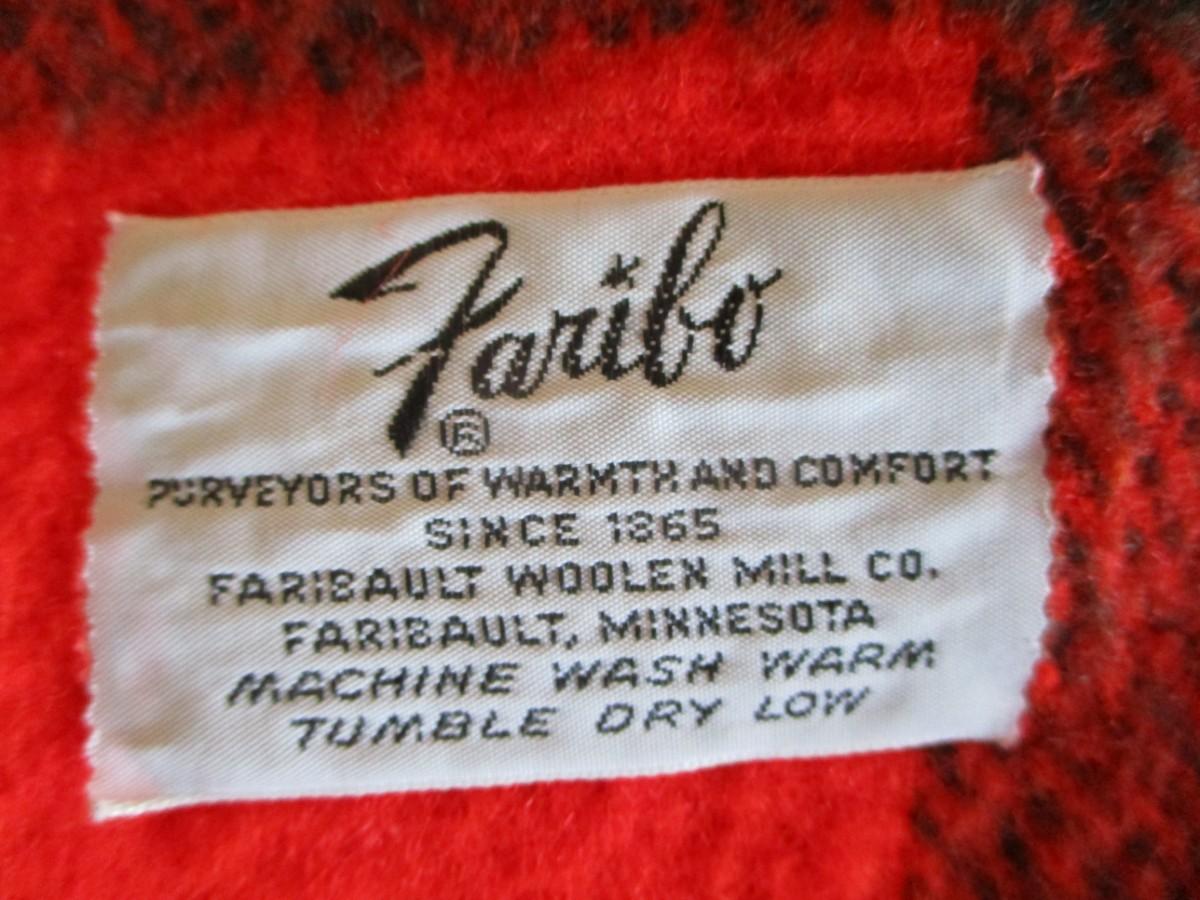 Faribo
®
PURVEYORS OF WARMTH AND COMFORT
SINCE 1865
FARIBAULT WOOLEN MILL CO.
FARIBAULT, MINNESOTA
MACHINE WASH WARM
TUMBLE DRY LOW